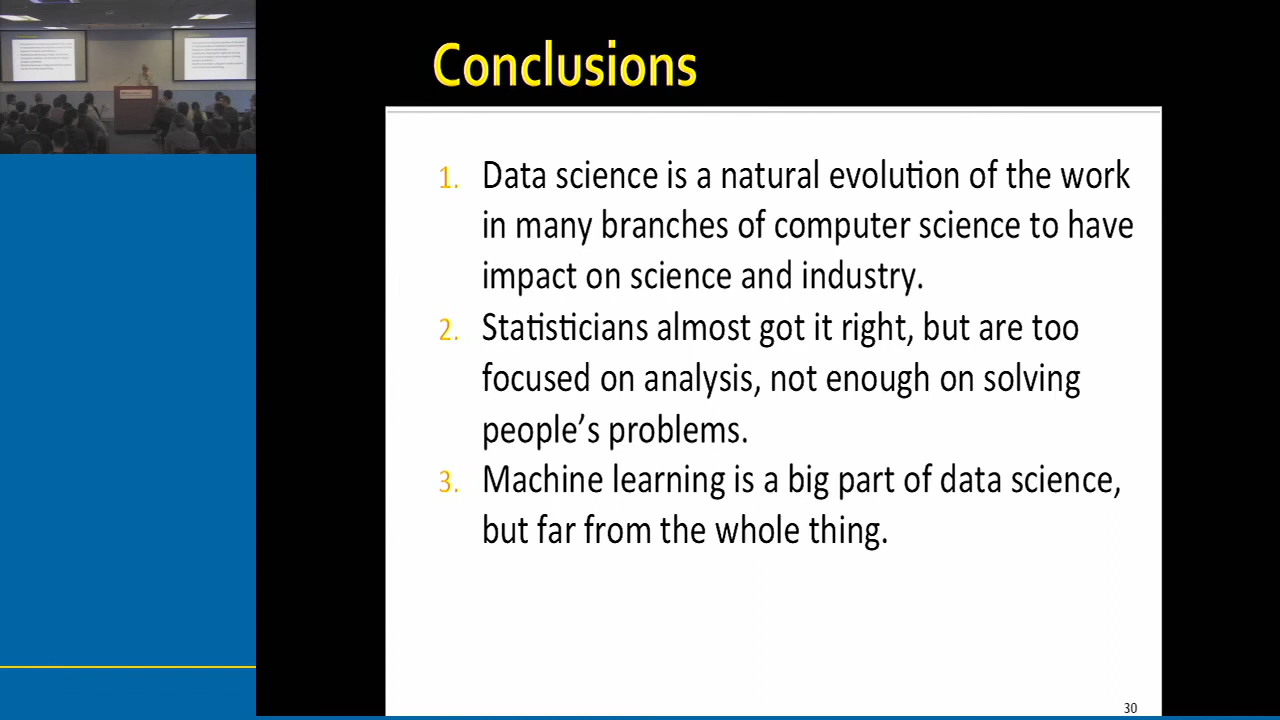 Conclusions
1. Data science is a natural evolution of the work
in many branches of computer science to have
impact on science and industry.
2. Statisticians almost got it right, but are too
focused on analysis, not enough on solving
people’s problems.
3. Machine learning is a big part of data science,
but far from the whole thing.
30